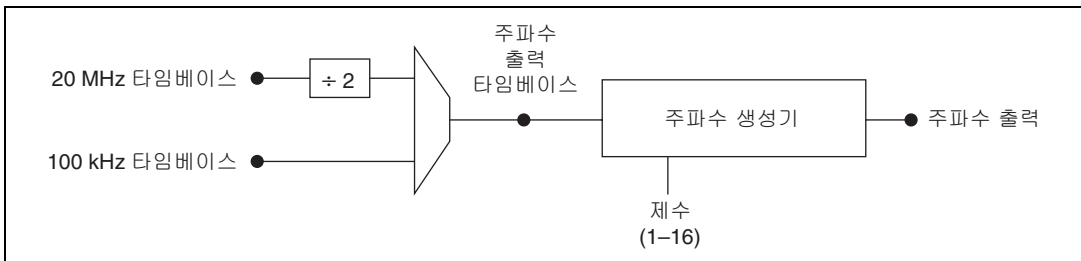 20 MHz 타임베이스
÷ 2
100 kHz 타임베이스
주파수
출력
타임베이스
주파수 생성기
주파수 출력
제수
(1–16)